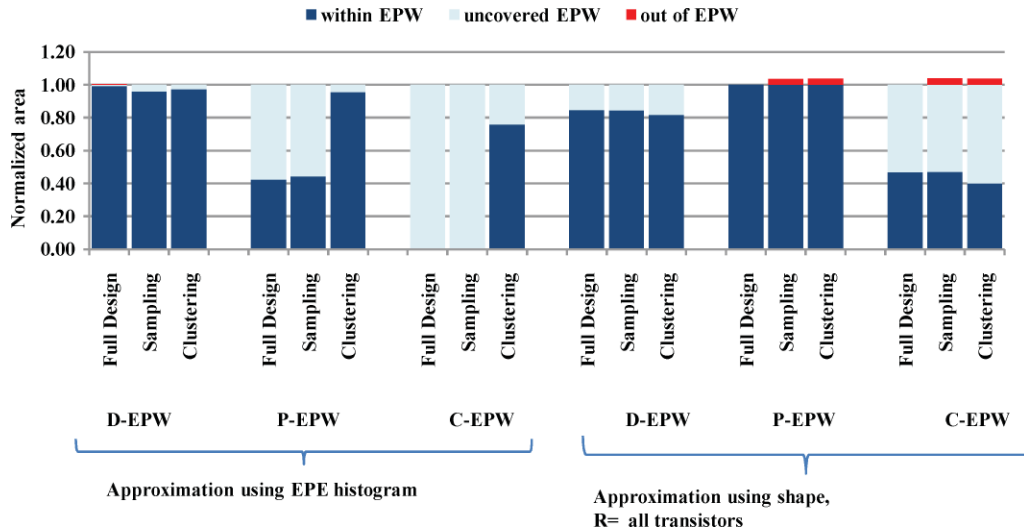 within EPW uncovered EPW out of EPW
Normalized area
1.20
1.00
0.80
0.60
0.40
0.20
0.00
Full Design
Sampling
Clustering
Full Design
Sampling
Clustering
Full Design
Sampling
Clustering
Full Design
Sampling
Clustering
Full Design
Sampling
Clustering
Full Design
Sampling
Clustering
D-EPW P-EPW C-EPW D-EPW P-EPW C-EPW
Approximation using EPE histogram
Approximation using shape,
R= all transistors